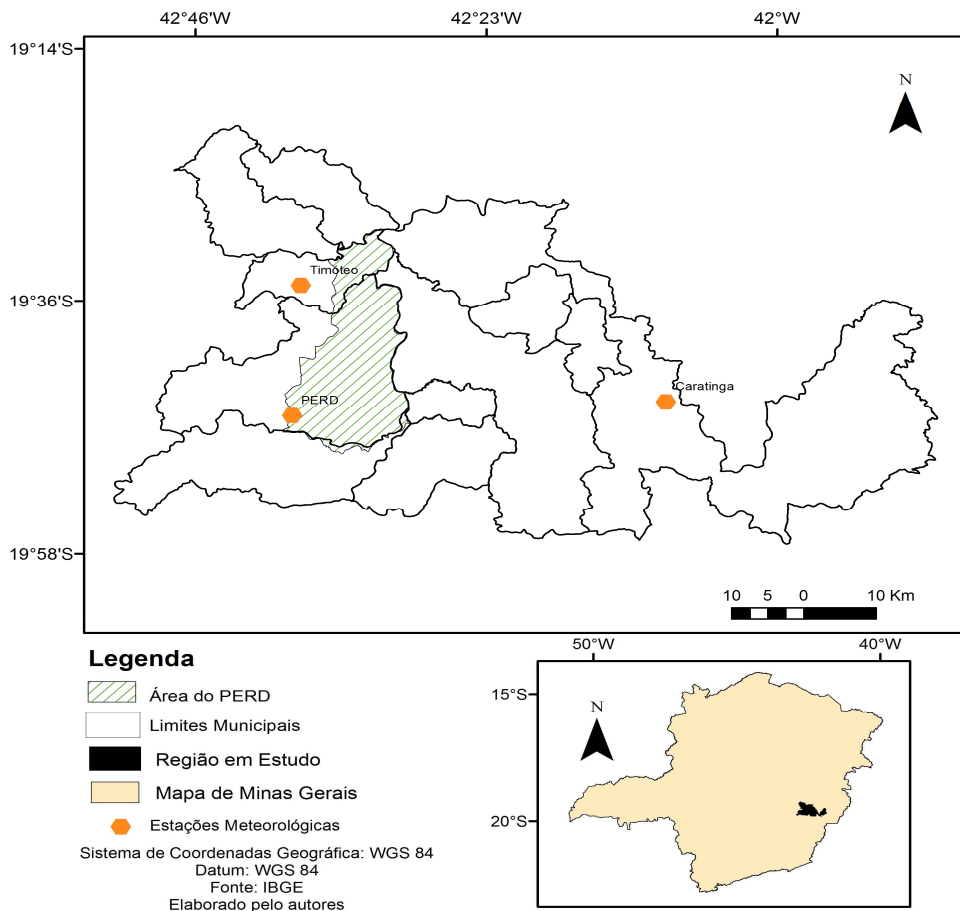 42°46'W 42°23'W 42°W
19°14'S
N
Timóteo
19°36'S
Caratinga
PERD
19°58'S
10 5 0 10 Km
Legenda
Área do PERD
Limites Municipais
Região em Estudo
Mapa de Minas Gerais
Estações Meteorológicas
Sistema de Coordenadas Geográfica: WGS 84
Datum: WGS 84
Fonte: IBGE
Elaborado pelo autores
50°W 40°W
15°S
N
20°S